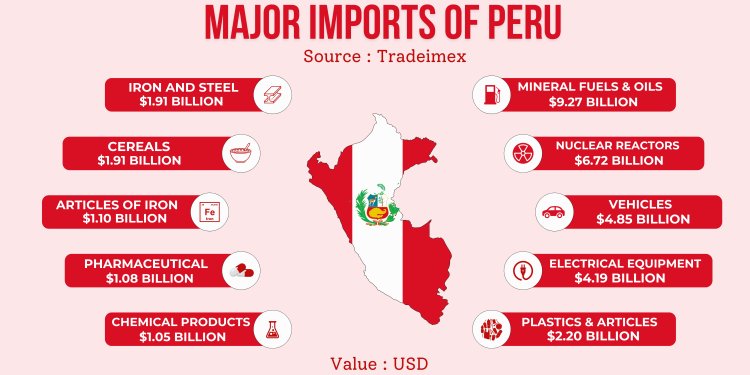 MAJOR IMPORTS OF PERU
Source : Tradeimex
IRON AND STEEL
$1.91 BILLION
CEREALS
$1.91 BILLION
ARTICLES OF IRON
$1.10 BILLION
Fe
Iron
PHARMACEUTICAL
$1.08 BILLION
CHEMICAL PRODUCTS
$1.05 BILLION
MINERAL FUELS & OILS
$9.27 BILLION
NUCLEAR REACTORS
$6.72 BILLION
VEHICLES
$4.85 BILLION
ELECTRICAL EQUIPMENT
$4.19 BILLION
PLASTICS & ARTICLES
$2.20 BILLION
Value : USD